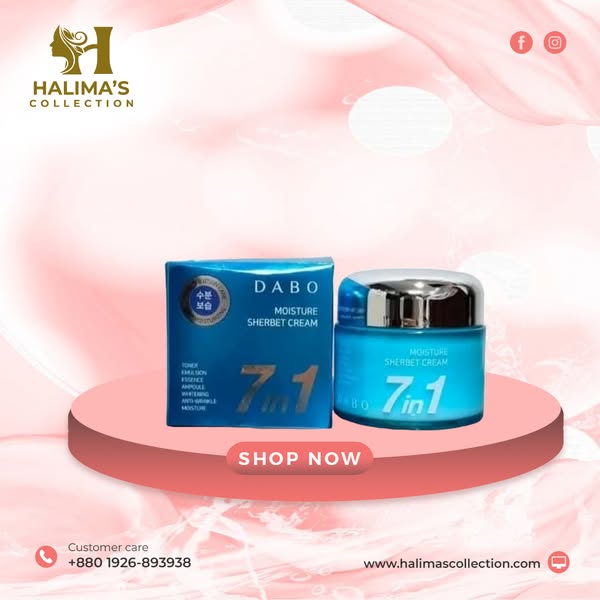 HALIMA'S
COLLECTION
수분
보습
DABO
MOISTURE
SHERBET CREAM
TONER
EMULSION
ESSENCE
AMPOULE
WHITENING
ANTI-WRINKLE
MOISTURE
7in1
MOISTURE
SHERBET CREAM
7in1
DABO
SHOP NOW
Customer care
+880 1926-893938
www.halimascollection.com